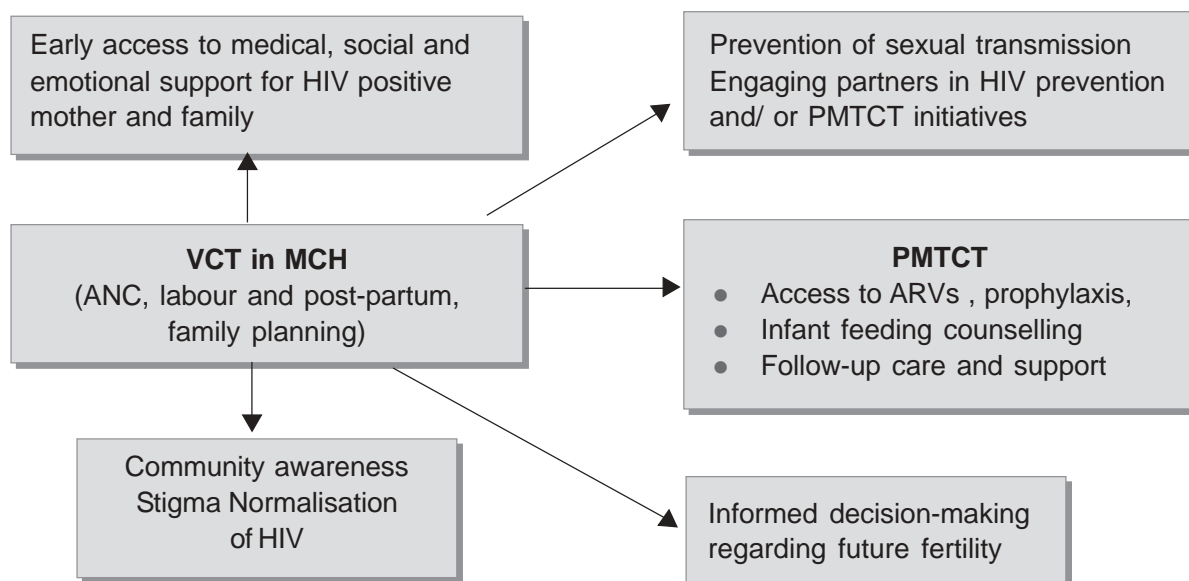 Early access to medical, social and
emotional support for HIV positive
mother and family
Prevention of sexual transmission
Engaging partners in HIV prevention
and/ or PMTCT initiatives
VCT in MCH
(ANC, labour and post-partum,
family planning)
PMTCT
● Access to ARVs , prophylaxis,
● Infant feeding counselling
● Follow-up care and support
Community awareness
Stigma Normalisation
of HIV
Informed decision-making
regarding future fertility